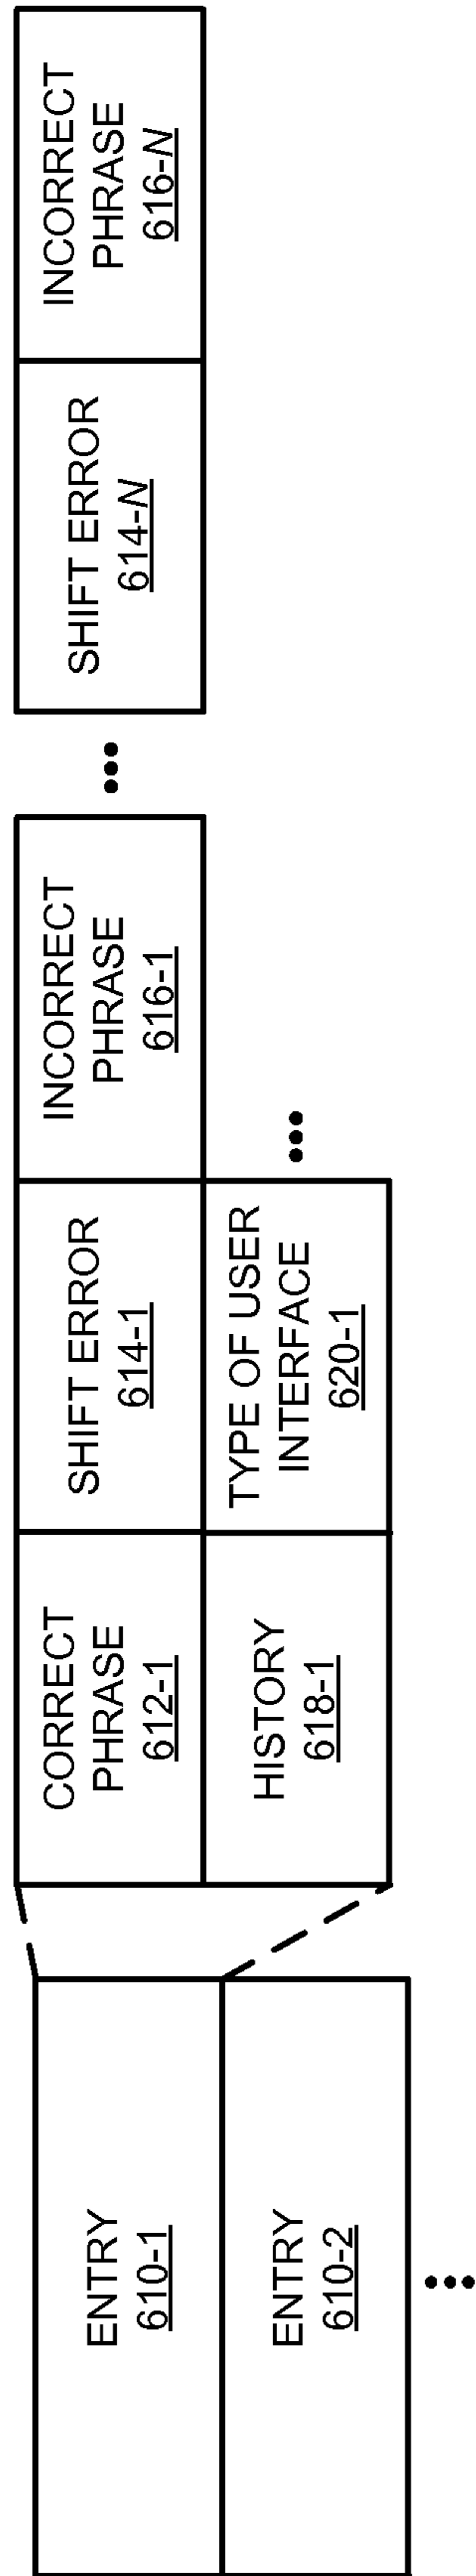 ENTRY
610-1
ENTRY
610-2
CORRECT
PHRASE
612-1
SHIFT ERROR
614-1
INCORRECT
PHRASE
616-1
SHIFT ERROR
614-N
INCORRECT
PHRASE
616-N
HISTORY
618-1
TYPE OF USER
INTERFACE
620-1